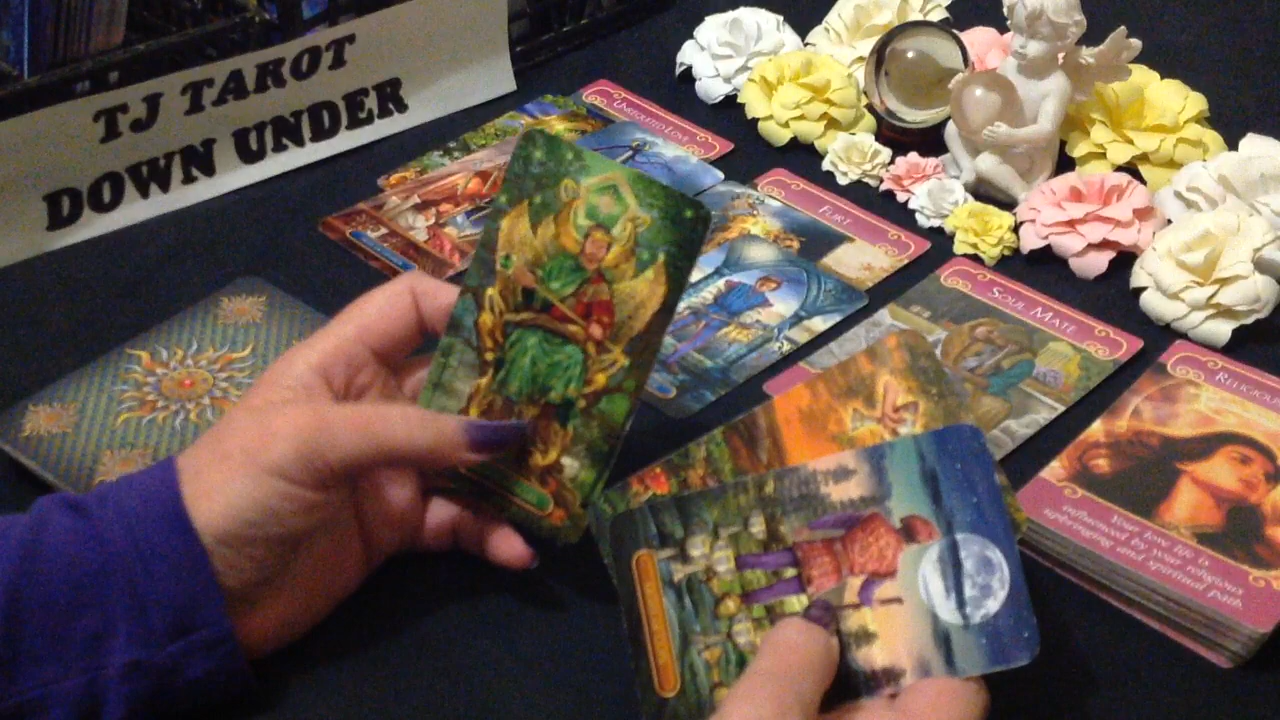 TJ TAROT
DOWN UNDER
UNREQUITED LOVE
FLIRT
SOUL MATE
RELIGIOUS
Your love life is
influenced by your religious
upbringing and spiritual path.